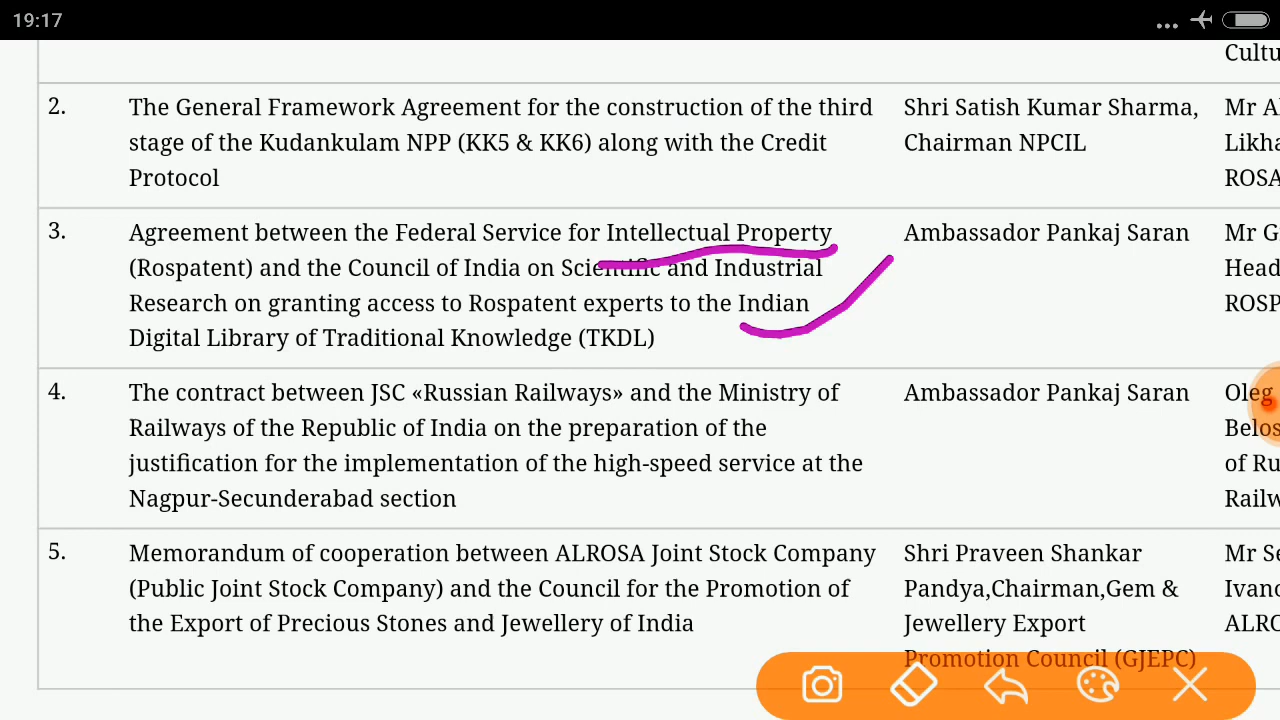 19:17
Cultu
2. The General Framework Agreement for the construction of the third Shri Satish Kumar Sharma, Mr Al
stage of the Kudankulam NPP (KK5 & KK6) along with the Credit Chairman NPCIL Likha
Protocol ROSA
3. Agreement between the Federal Service for Intellectual Property Ambassador Pankaj Saran Mr G
(Rospatent) and the Council of India on Scientific and Industrial Head
Research on granting access to Rospatent experts to the Indian ROSP
Digital Library of Traditional Knowledge (TKDL)
4. The contract between JSC «Russian Railways» and the Ministry of Ambassador Pankaj Saran Oleg
Railways of the Republic of India on the preparation of the Belos
justification for the implementation of the high-speed service at the of Ru
Nagpur-Secunderabad section Railw
5. Memorandum of cooperation between ALROSA Joint Stock Company Shri Praveen Shankar Mr Se
(Public Joint Stock Company) and the Council for the Promotion of Pandya,Chairman,Gem & Ivano
the Export of Precious Stones and Jewellery of India Jewellery Export ALRO
Promotion Council (GJEPC)